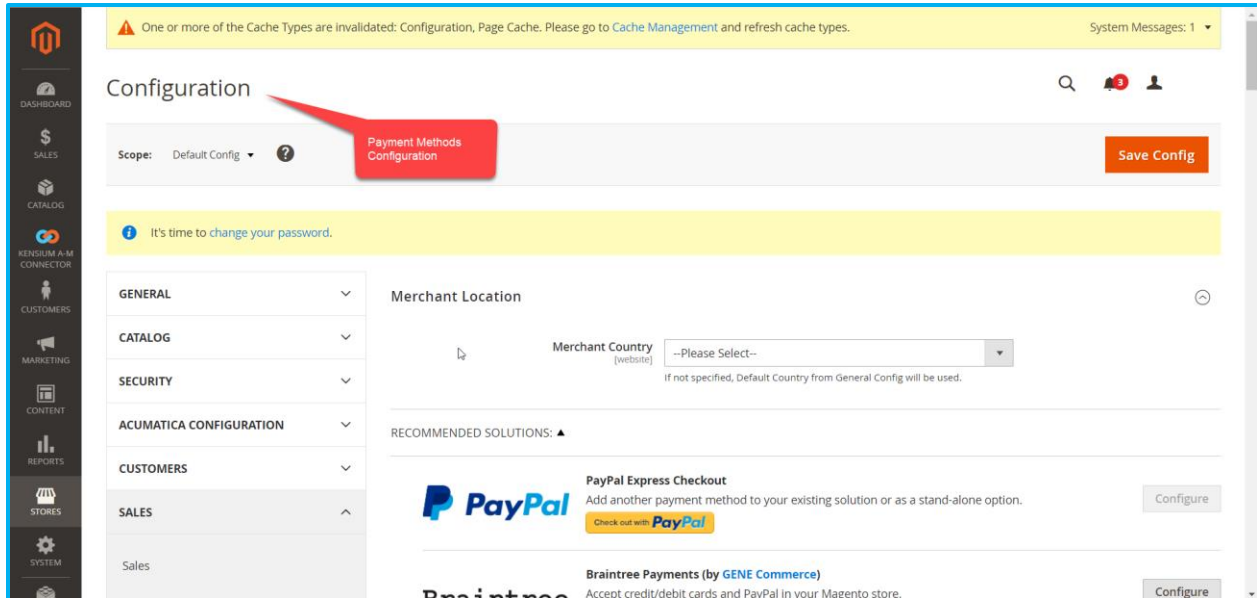 One or more of the Cache Types are invalidated: Configuration, Page Cache. Please go to Cache Management and refresh cache types.
System Messages: 1
Configuration
3
Payment Methods
Configuration
Scope: Default Config
?
Save Config
It's time to change your password.
DASHBOARD
$
SALES
CATALOG
KENSIUM A-M
CONNECTOR
CUSTOMERS
MARKETING
CONTENT
REPORTS
STORES
SYSTEM
GENERAL
CATALOG
SECURITY
ACUMATICA CONFIGURATION
CUSTOMERS
SALES
Sales
Merchant Location
Merchant Country
[website]
--Please Select--
If not specified, Default Country from General Config will be used.
RECOMMENDED SOLUTIONS:
PayPal
PayPal Express Checkout
Add another payment method to your existing solution or as a stand-alone option.
Check out with PayPal
Configure
Braintree
Braintree Payments (by GENE Commerce)
Accept credit/debit cards and PayPal in your Magento store.
Configure